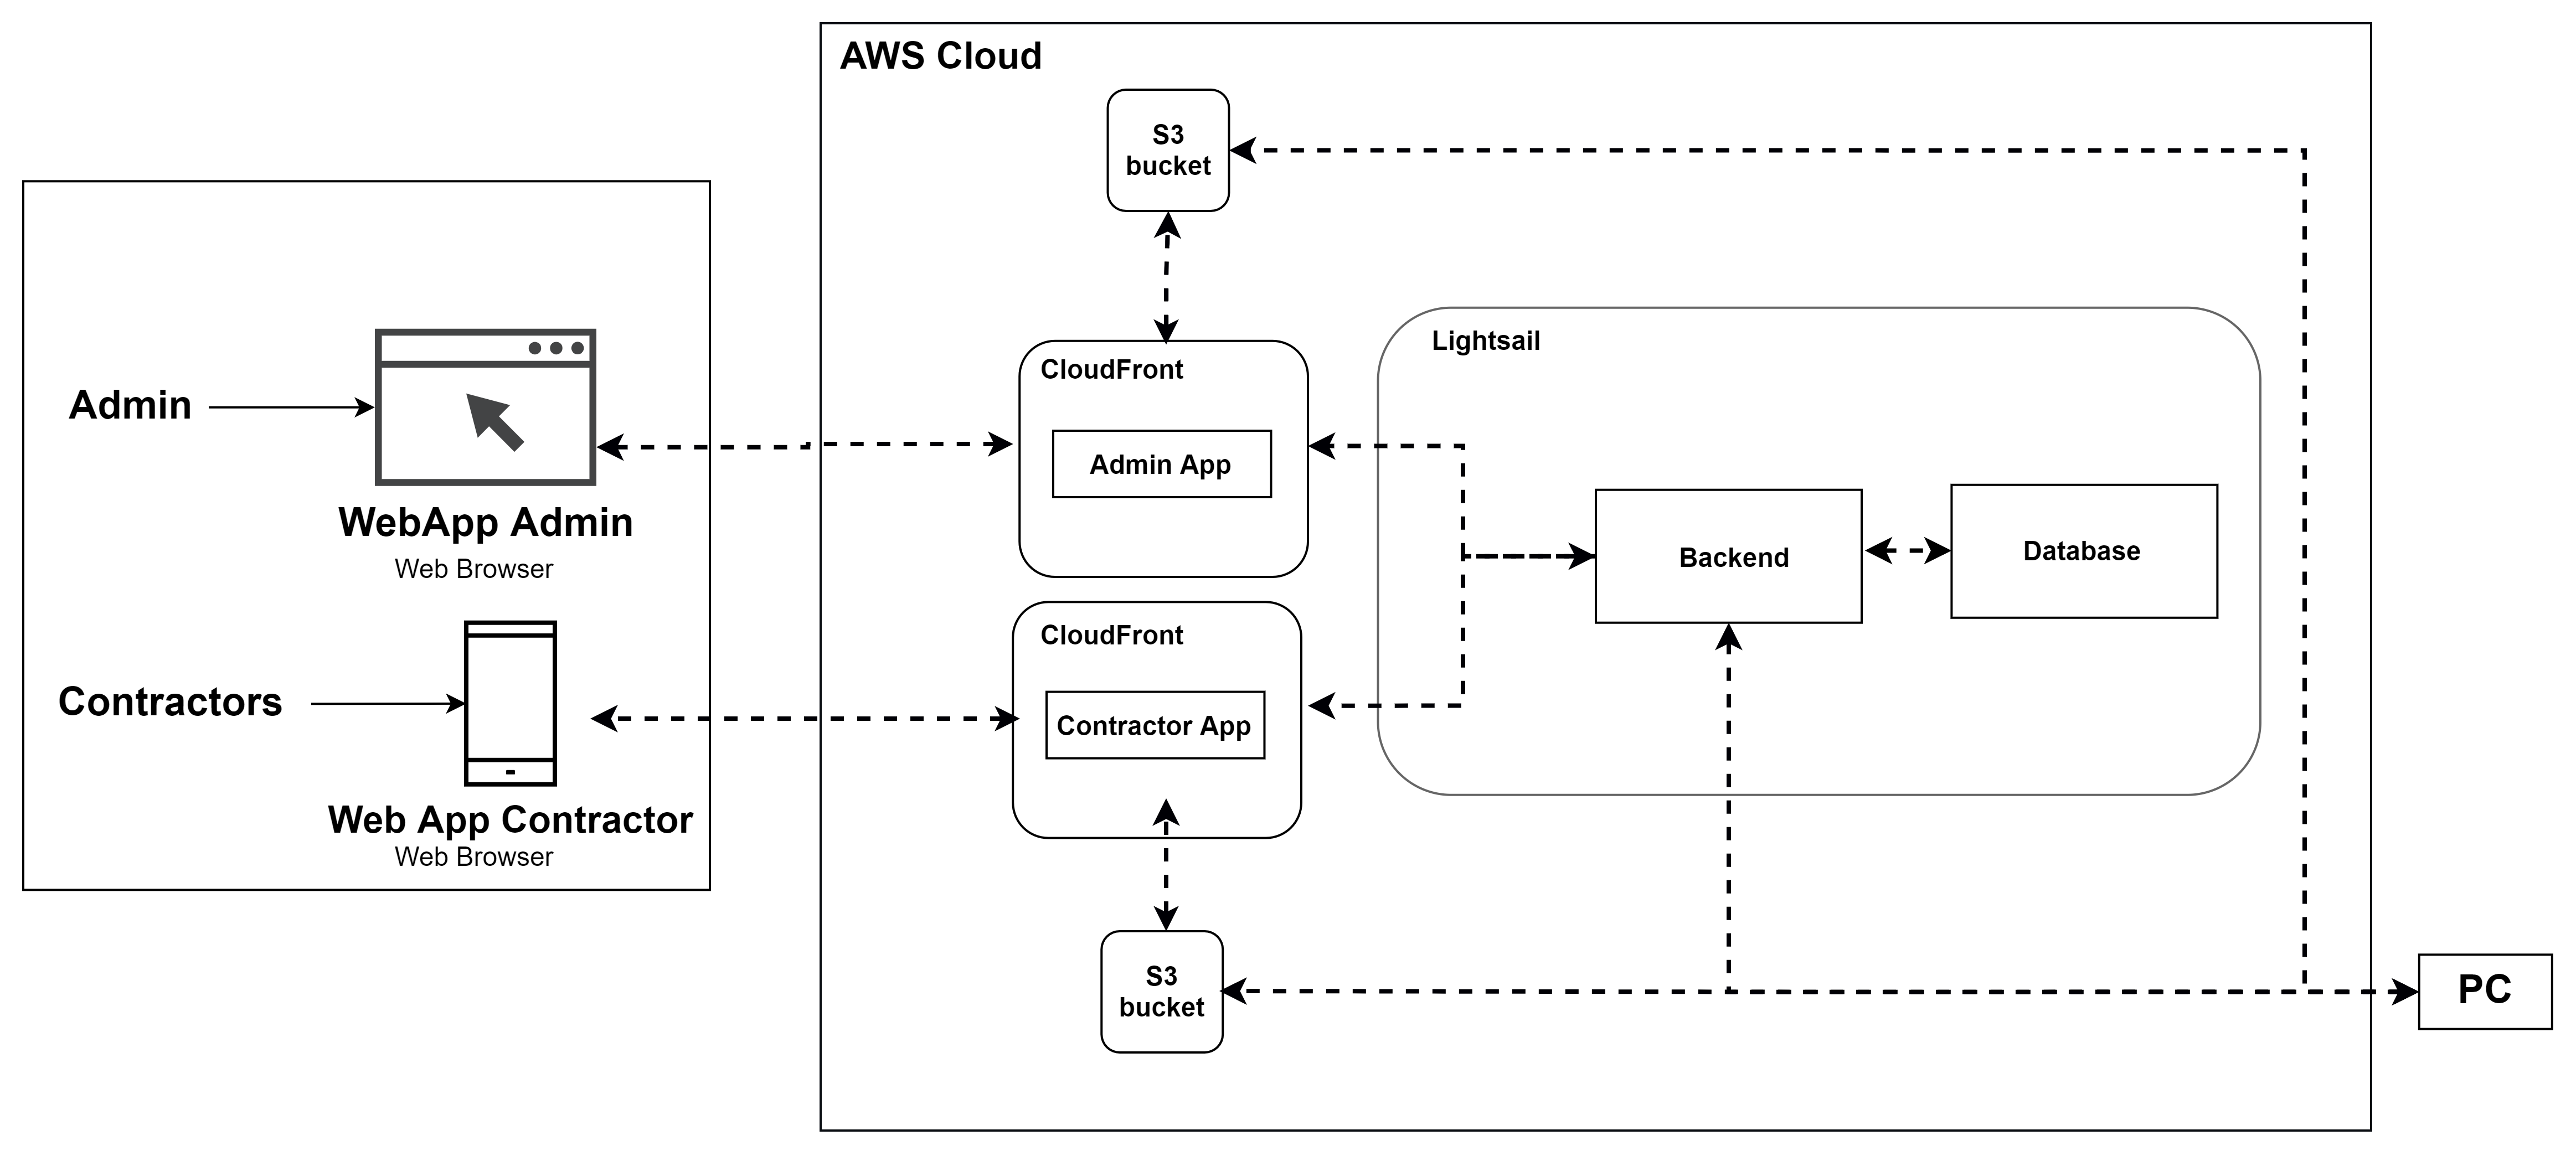 AWS Cloud
S3
bucket
Admin
WebApp Admin
Web Browser
Contractors
Web App Contractor
Web Browser
CloudFront
Admin App
CloudFront
Contractor App
Lightsail
Backend
Database
S3
bucket
PC